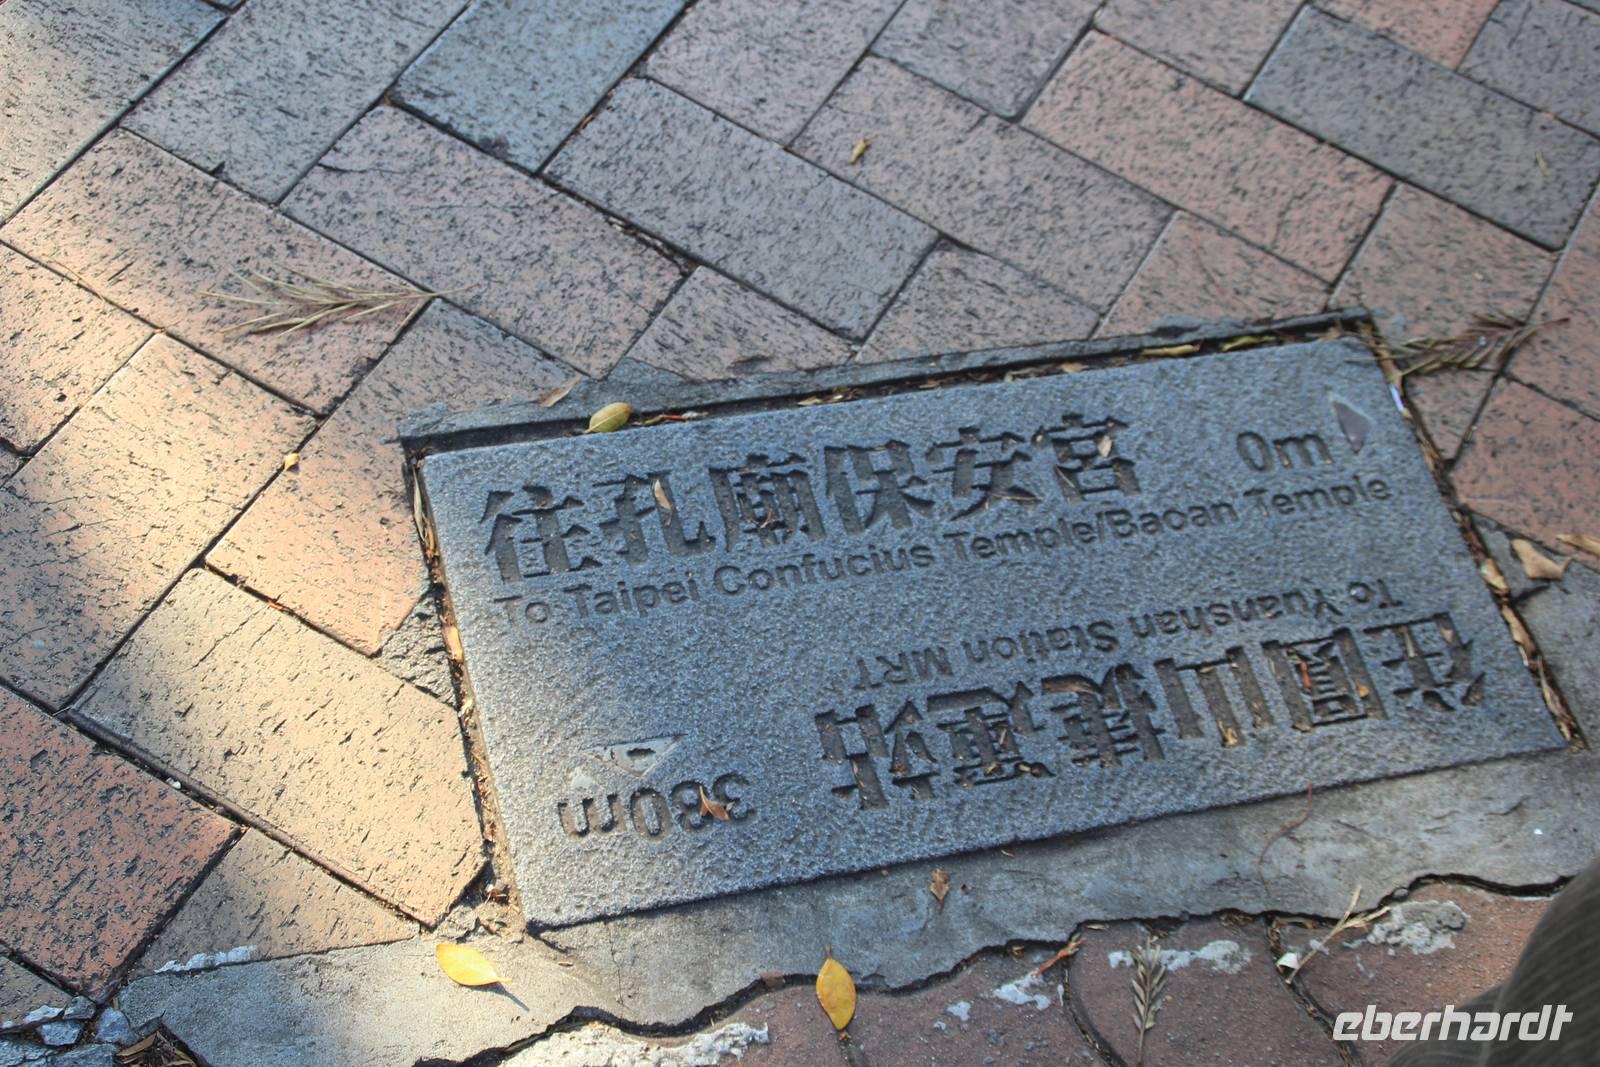 往孔廟保安宮 0m
To Taipei Confucius Temple/Baoan Temple
往圓山捷運站 380m
To Yuanshan Station MRT
eberhardt